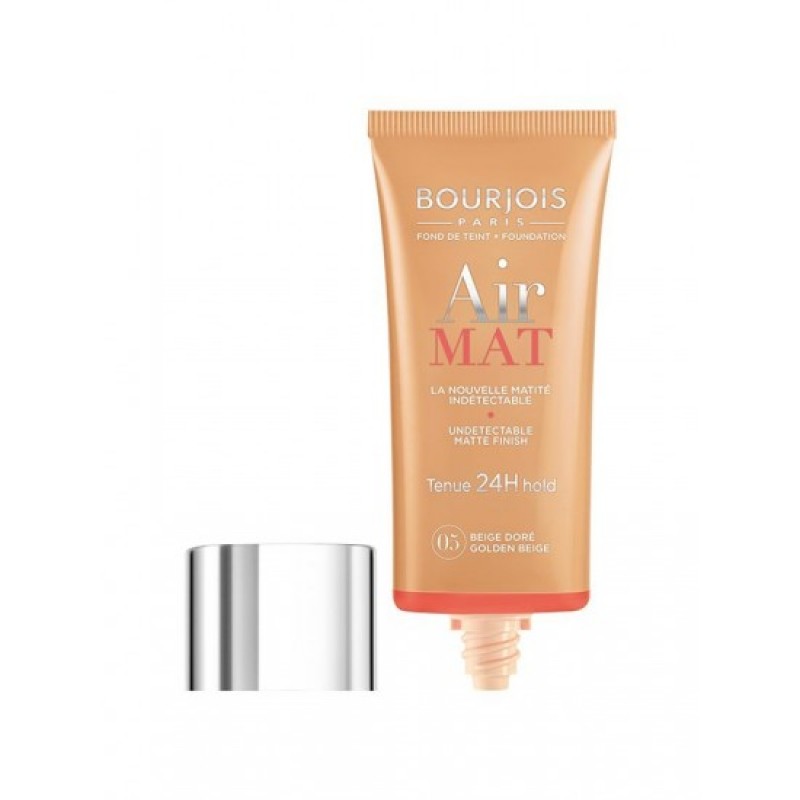 BOURJOIS
PARIS
FOND DE TEINT • FOUNDATION
Air
MAT
LA NOUVELLE MATITÉ
INDÉTECTABLE
•
UNDETECTABLE
MATTE FINISH
Tenue 24H hold
05 BEIGE DORÉ
GOLDEN BEIGE